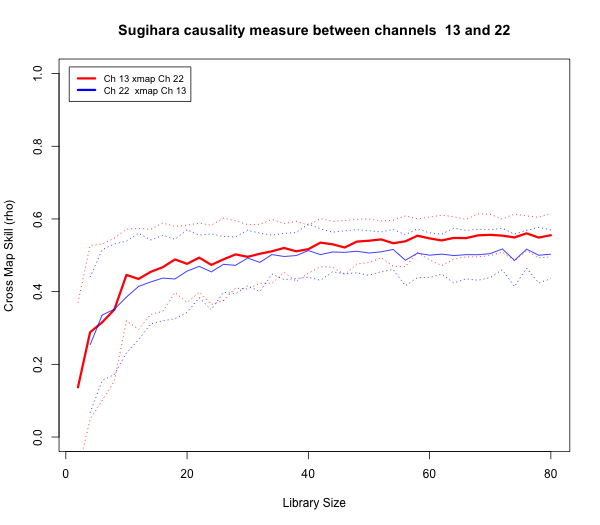 Sugihara causality measure between channels  13 and 22
Ch 13 xmap Ch 22
Ch 22  xmap Ch 13
Cross Map Skill (rho)
1.0
0.8
0.6
0.4
0.2
0.0
0 20 40 60 80
Library Size